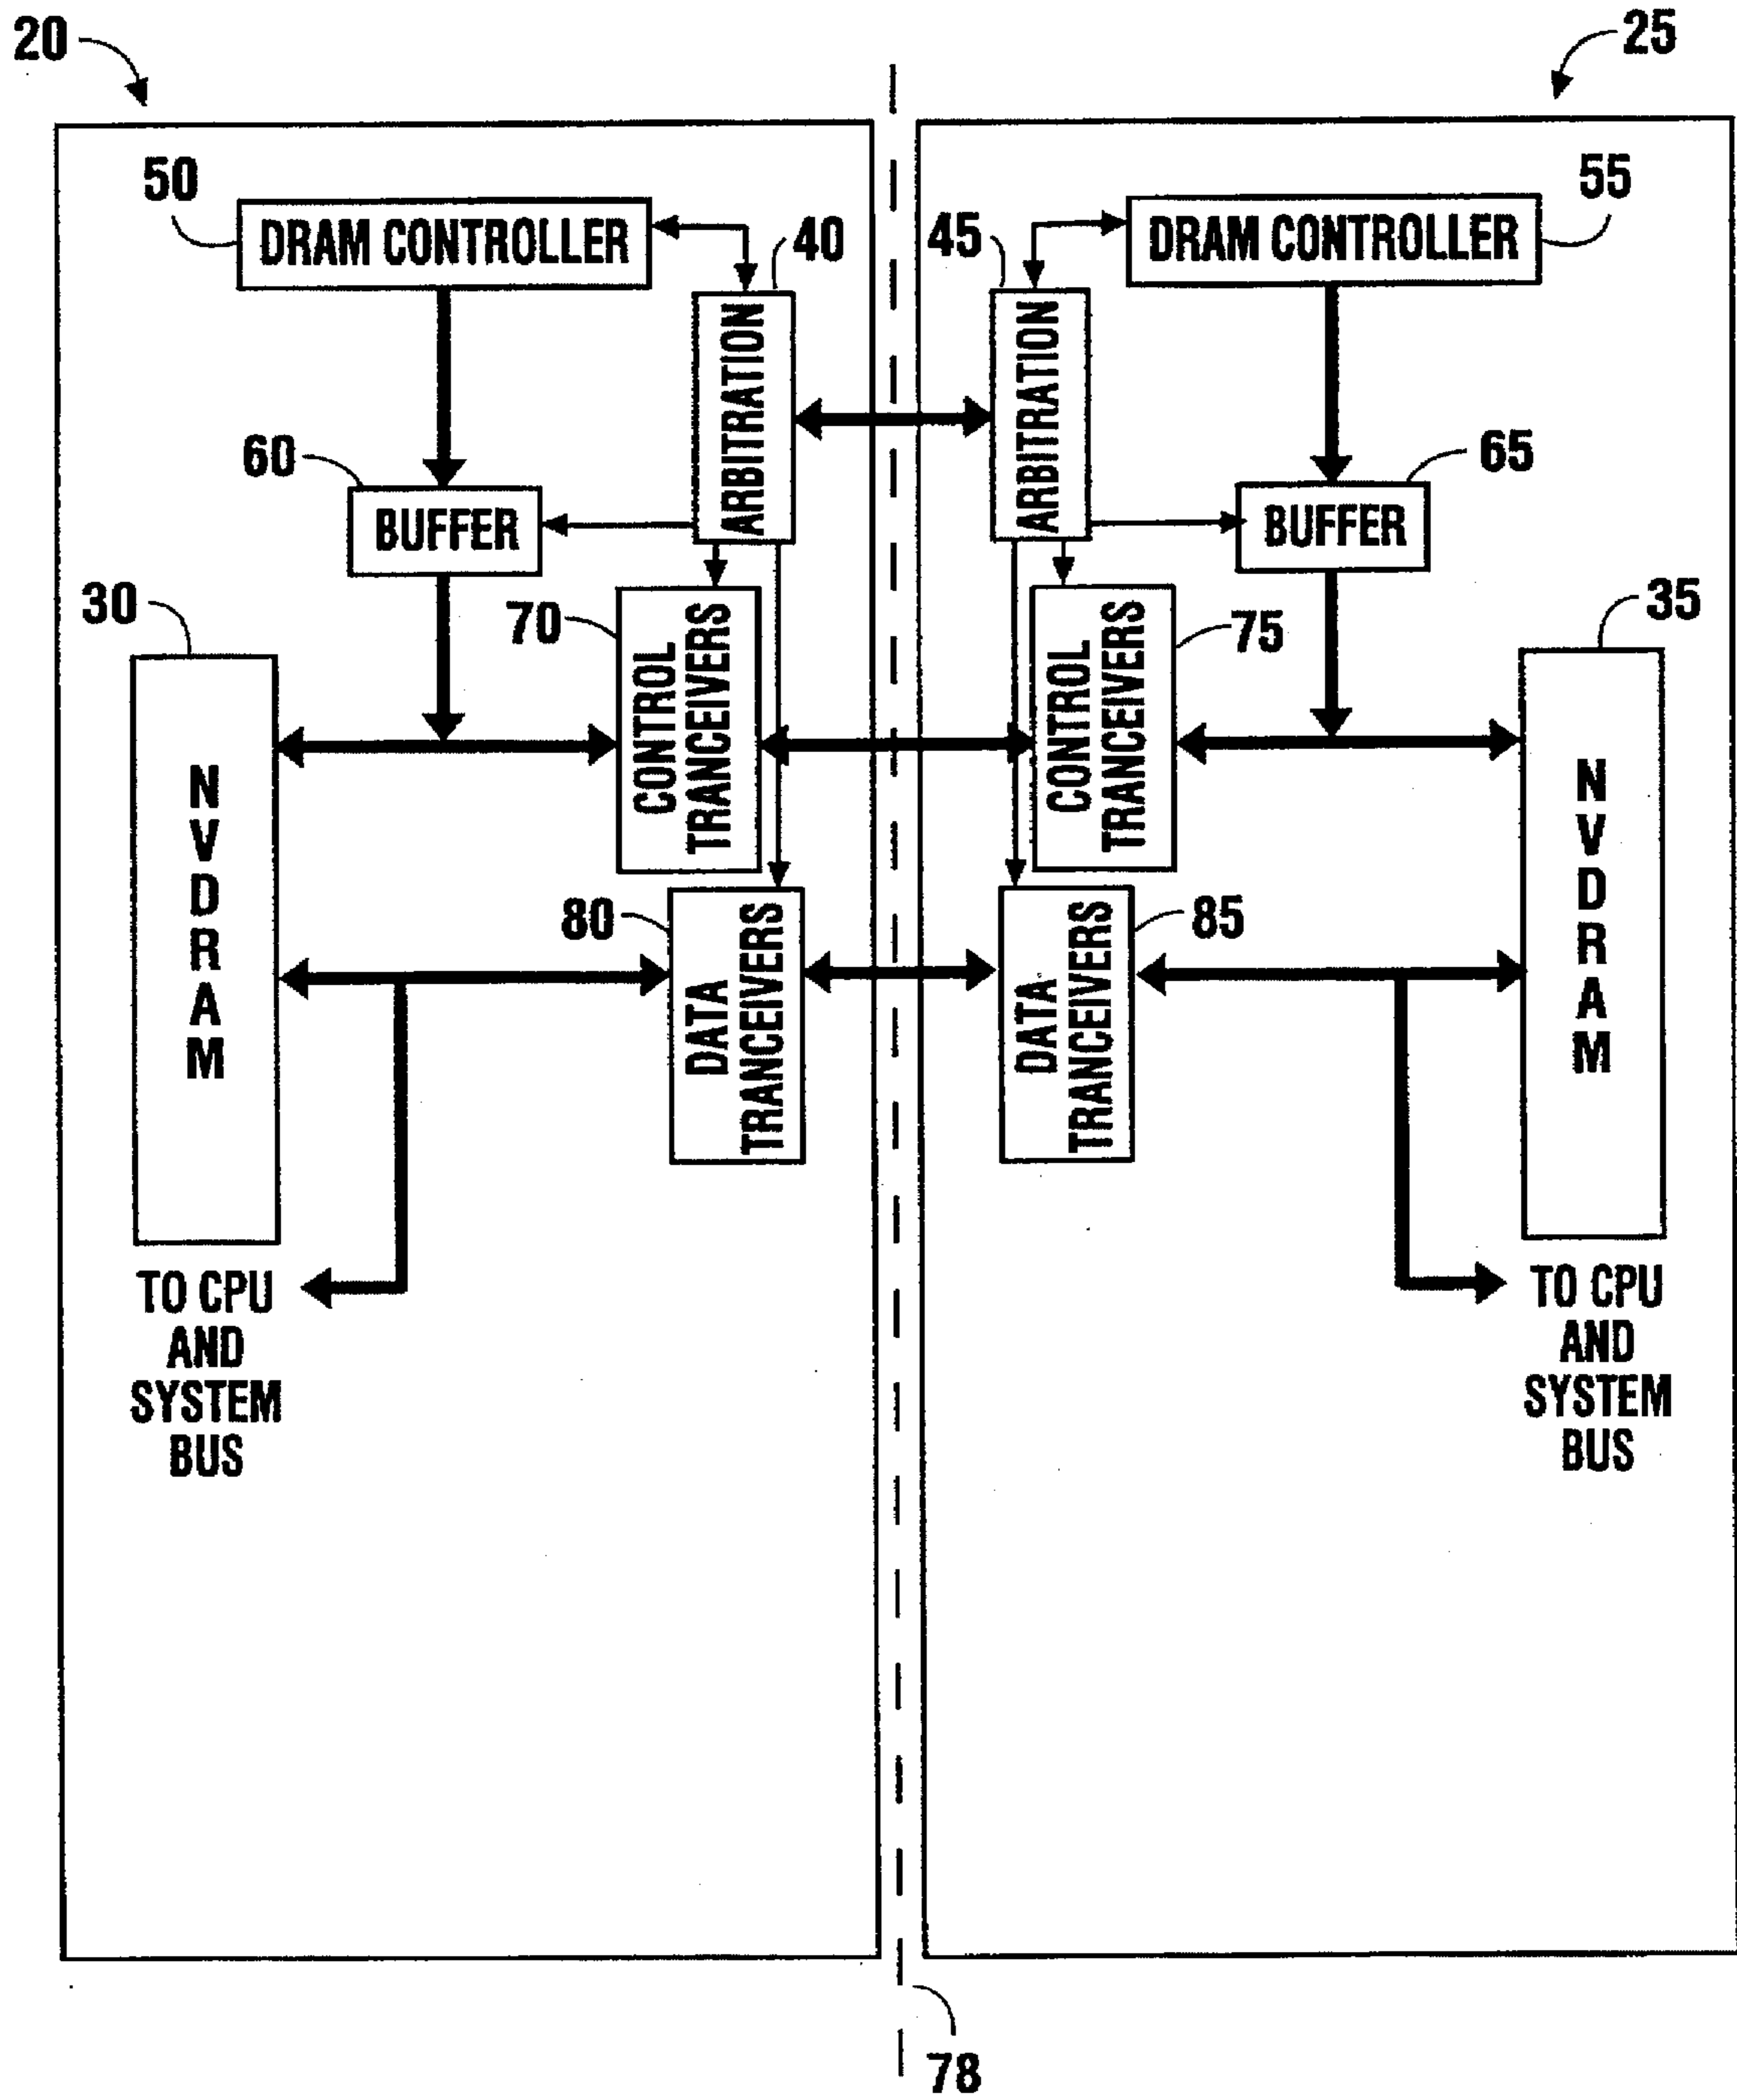 20
25
50
DRAM CONTROLLER
40
45
DRAM CONTROLLER
55
ARBITRATION
ARBITRATION
60
BUFFER
65
BUFFER
30
70
CONTROL
TRANCEIVERS
CONTROL
TRANCEIVERS
75
35
NVDRAM
NVDRAM
80
DATA
TRANCEIVERS
DATA
TRANCEIVERS
85
TO CPU
AND
SYSTEM
BUS
TO CPU
AND
SYSTEM
BUS
78